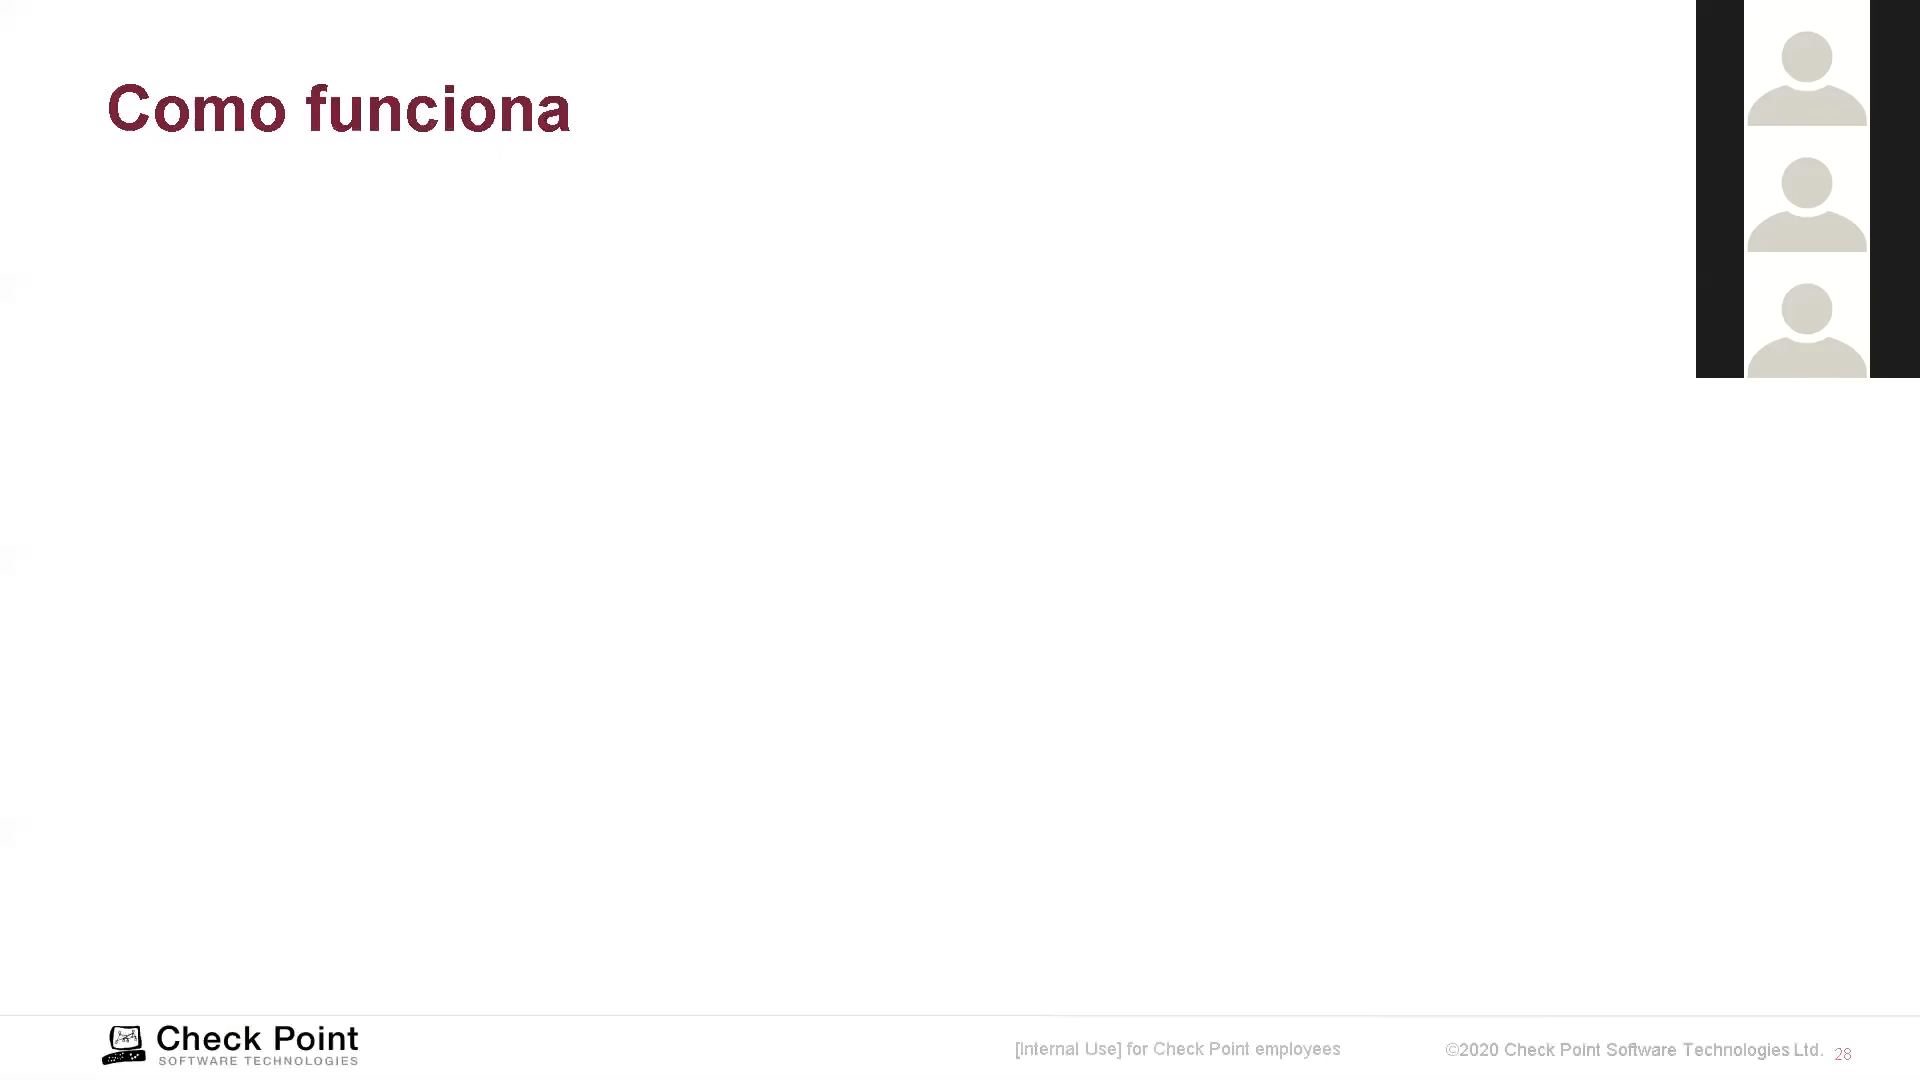 Como funciona
Check Point
SOFTWARE TECHNOLOGIES
[Internal Use] for Check Point employees
©2020 Check Point Software Technologies Ltd. 28